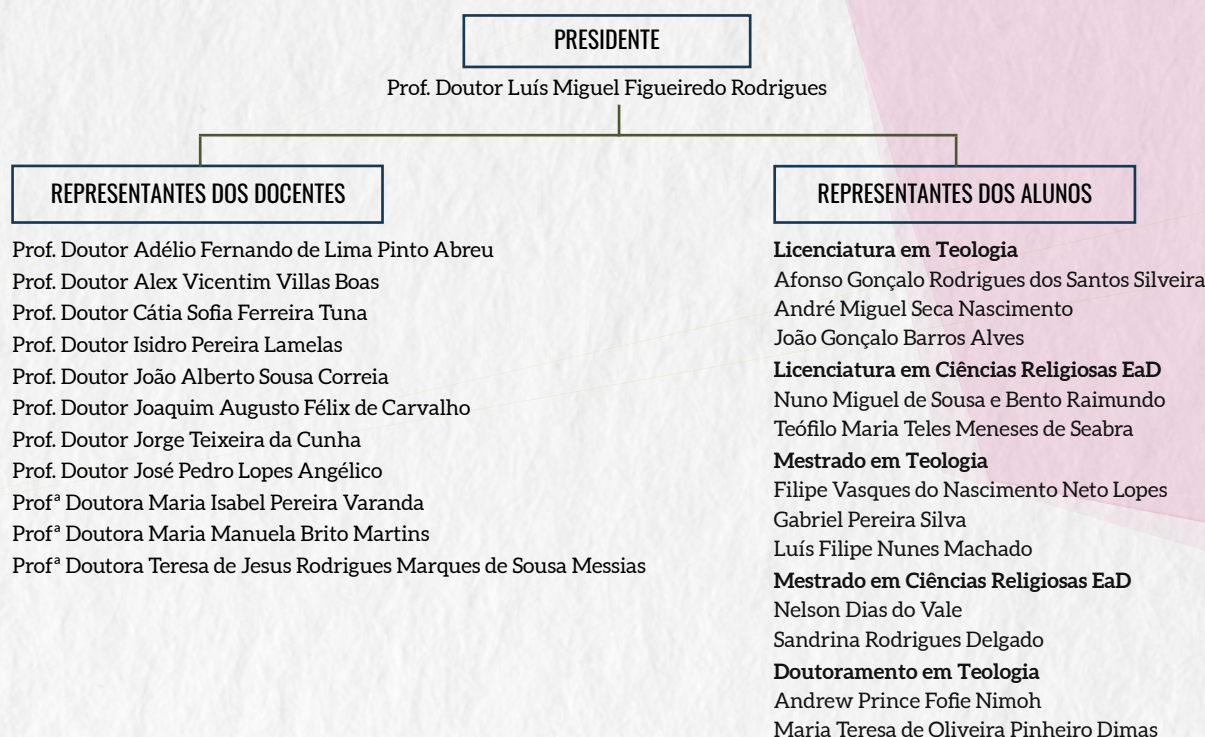 PRESIDENTE
Prof. Doutor Luís Miguel Figueiredo Rodrigues
REPRESENTANTES DOS DOCENTES
Prof. Doutor Adélio Fernando de Lima Pinto Abreu
Prof. Doutor Alex Vicentim Villas Boas
Prof. Doutor Cátia Sofia Ferreira Tuna
Prof. Doutor Isidro Pereira Lamelas
Prof. Doutor João Alberto Sousa Correia
Prof. Doutor Joaquim Augusto Félix de Carvalho
Prof. Doutor Jorge Teixeira da Cunha
Prof. Doutor José Pedro Lopes Angélico
Profª Doutora Maria Isabel Pereira Varanda
Profª Doutora Maria Manuela Brito Martins
Profª Doutora Teresa de Jesus Rodrigues Marques de Sousa Messias
REPRESENTANTES DOS ALUNOS
Licenciatura em Teologia
Afonso Gonçalo Rodrigues dos Santos Silveira
André Miguel Seca Nascimento
João Gonçalo Barros Alves
Licenciatura em Ciências Religiosas EaD
Nuno Miguel de Sousa e Bento Raimundo
Teófilo Maria Teles Meneses de Seabra
Mestrado em Teologia
Filipe Vasques do Nascimento Neto Lopes
Gabriel Pereira Silva
Luís Filipe Nunes Machado
Mestrado em Ciências Religiosas EaD
Nelson Dias do Vale
Sandrina Rodrigues Delgado
Doutoramento em Teologia
Andrew Prince Fofie Nimoh
Maria Teresa de Oliveira Pinheiro Dimas